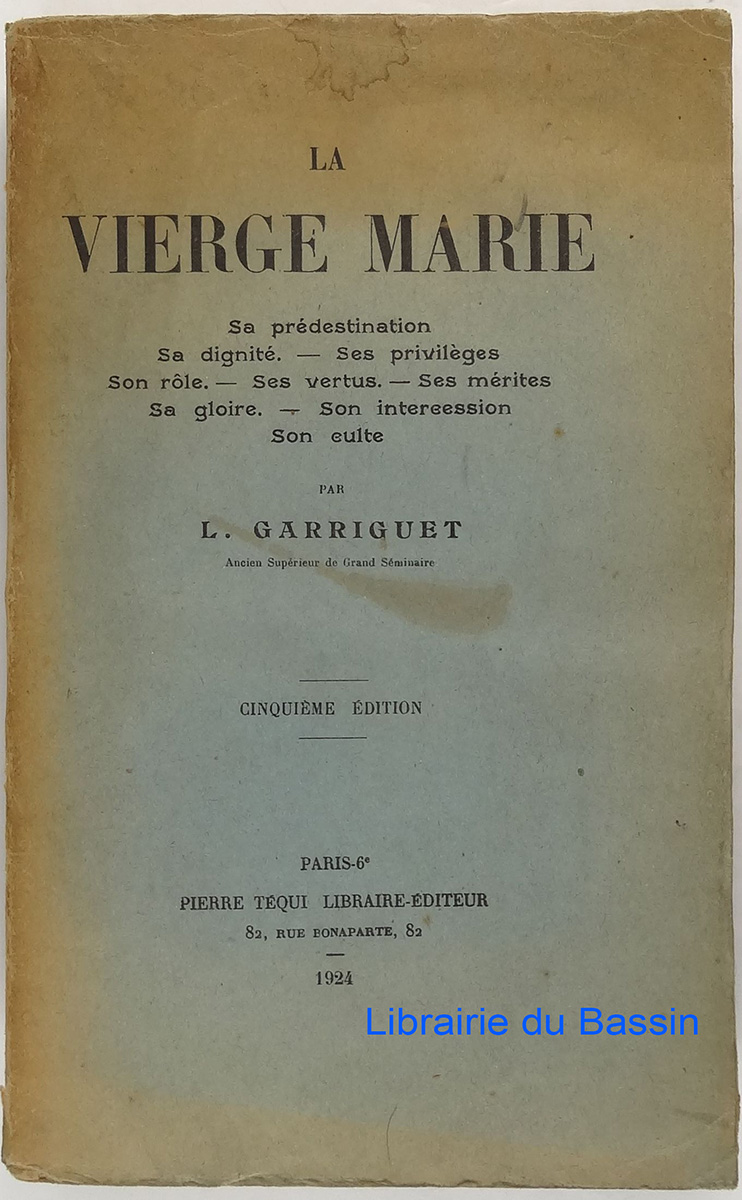 LA
VIERGE MARIE
Sa prédestination
Sa dignité. — Ses privilèges
Son rôle. — Ses vertus. — Ses mérites
Sa gloire. — Son intercession
Son culte
PAR
L. GARRIGUET
Ancien Supérieur de Grand Séminaire
CINQUIÈME ÉDITION
PARIS-6e
PIERRE TÉQUI LIBRAIRE-ÉDITEUR
82, RUE BONAPARTE, 82
1924
Librairie du Bassin